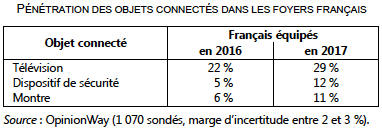 PÉNÉTRATION DES OBJETS CONNECTÉS DANS LES FOYERS FRANÇAIS
Objet connecté Français équipés
en 2016 en 2017
Télévision 22 % 29 %
Dispositif de sécurité 5 % 12 %
Montre 6 % 11 %
Source : OpinionWay (1 070 sondés, marge d'incertitude entre 2 et 3 %).